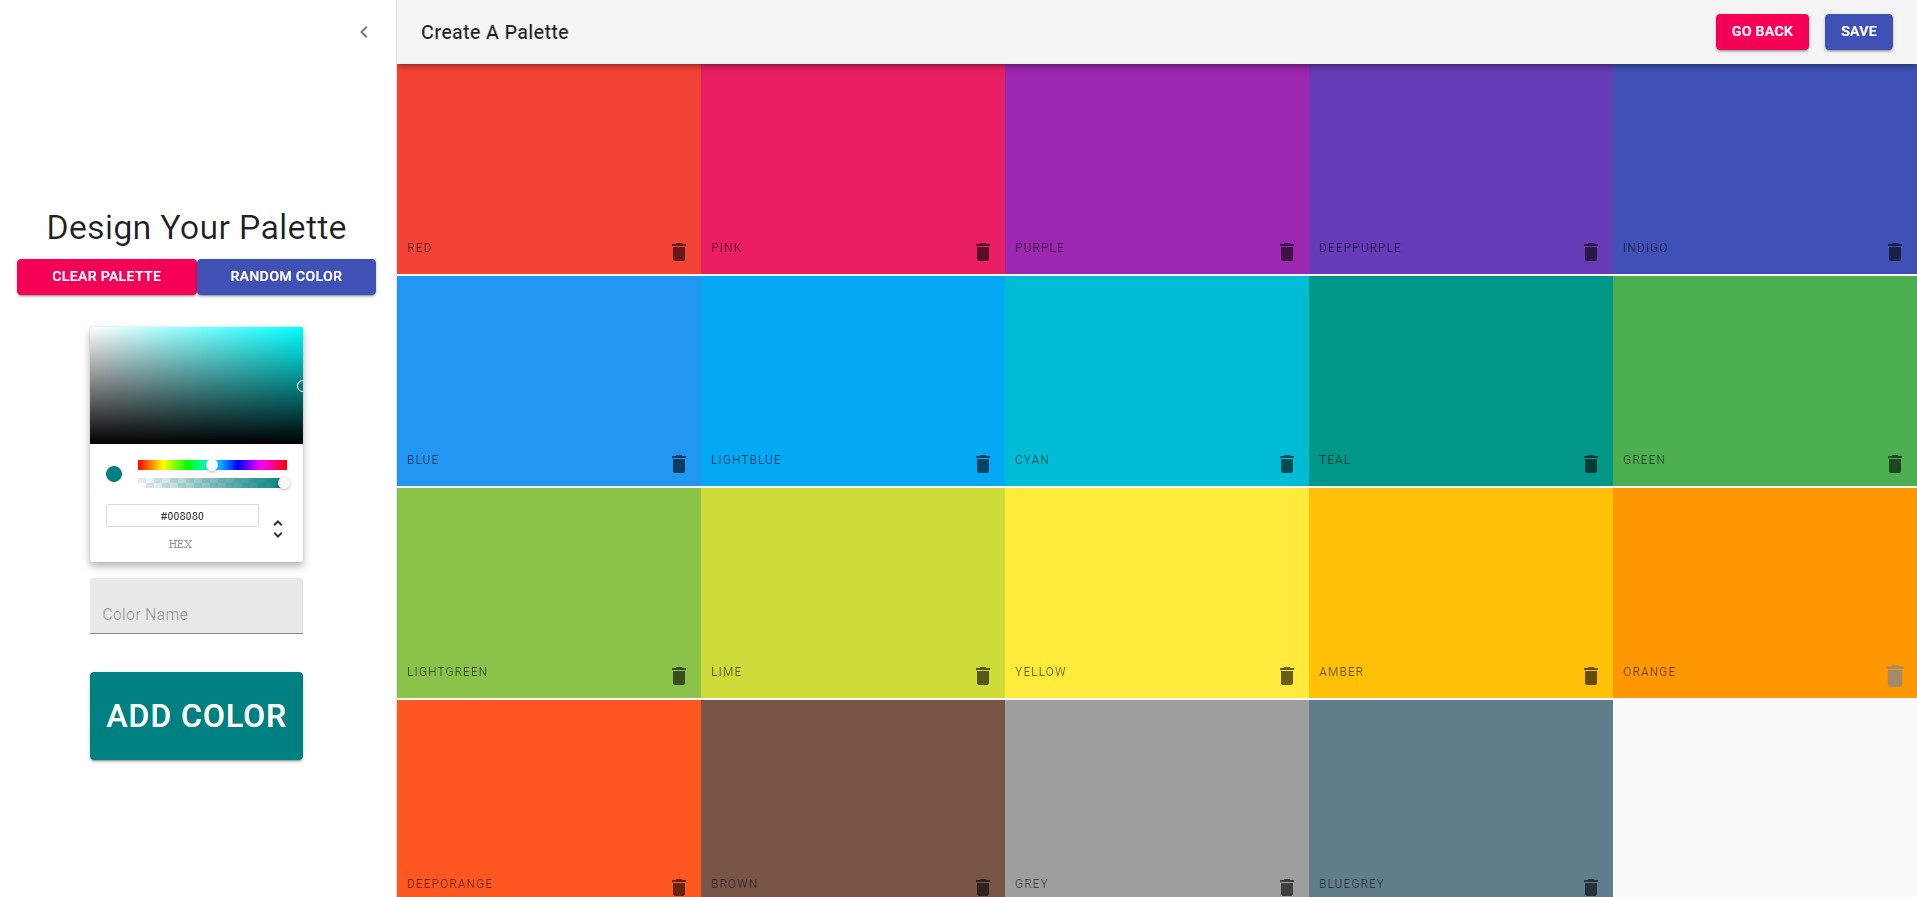 Create A Palette
GO BACK
SAVE
Design Your Palette
CLEAR PALETTE
RANDOM COLOR
#008080
HEX
Color Name
ADD COLOR
RED
PINK
PURPLE
DEEPPURPLE
INDIGO
BLUE
LIGHTBLUE
CYAN
TEAL
GREEN
LIGHTGREEN
LIME
YELLOW
AMBER
ORANGE
DEEPORANGE
BROWN
GREY
BLUEGREY